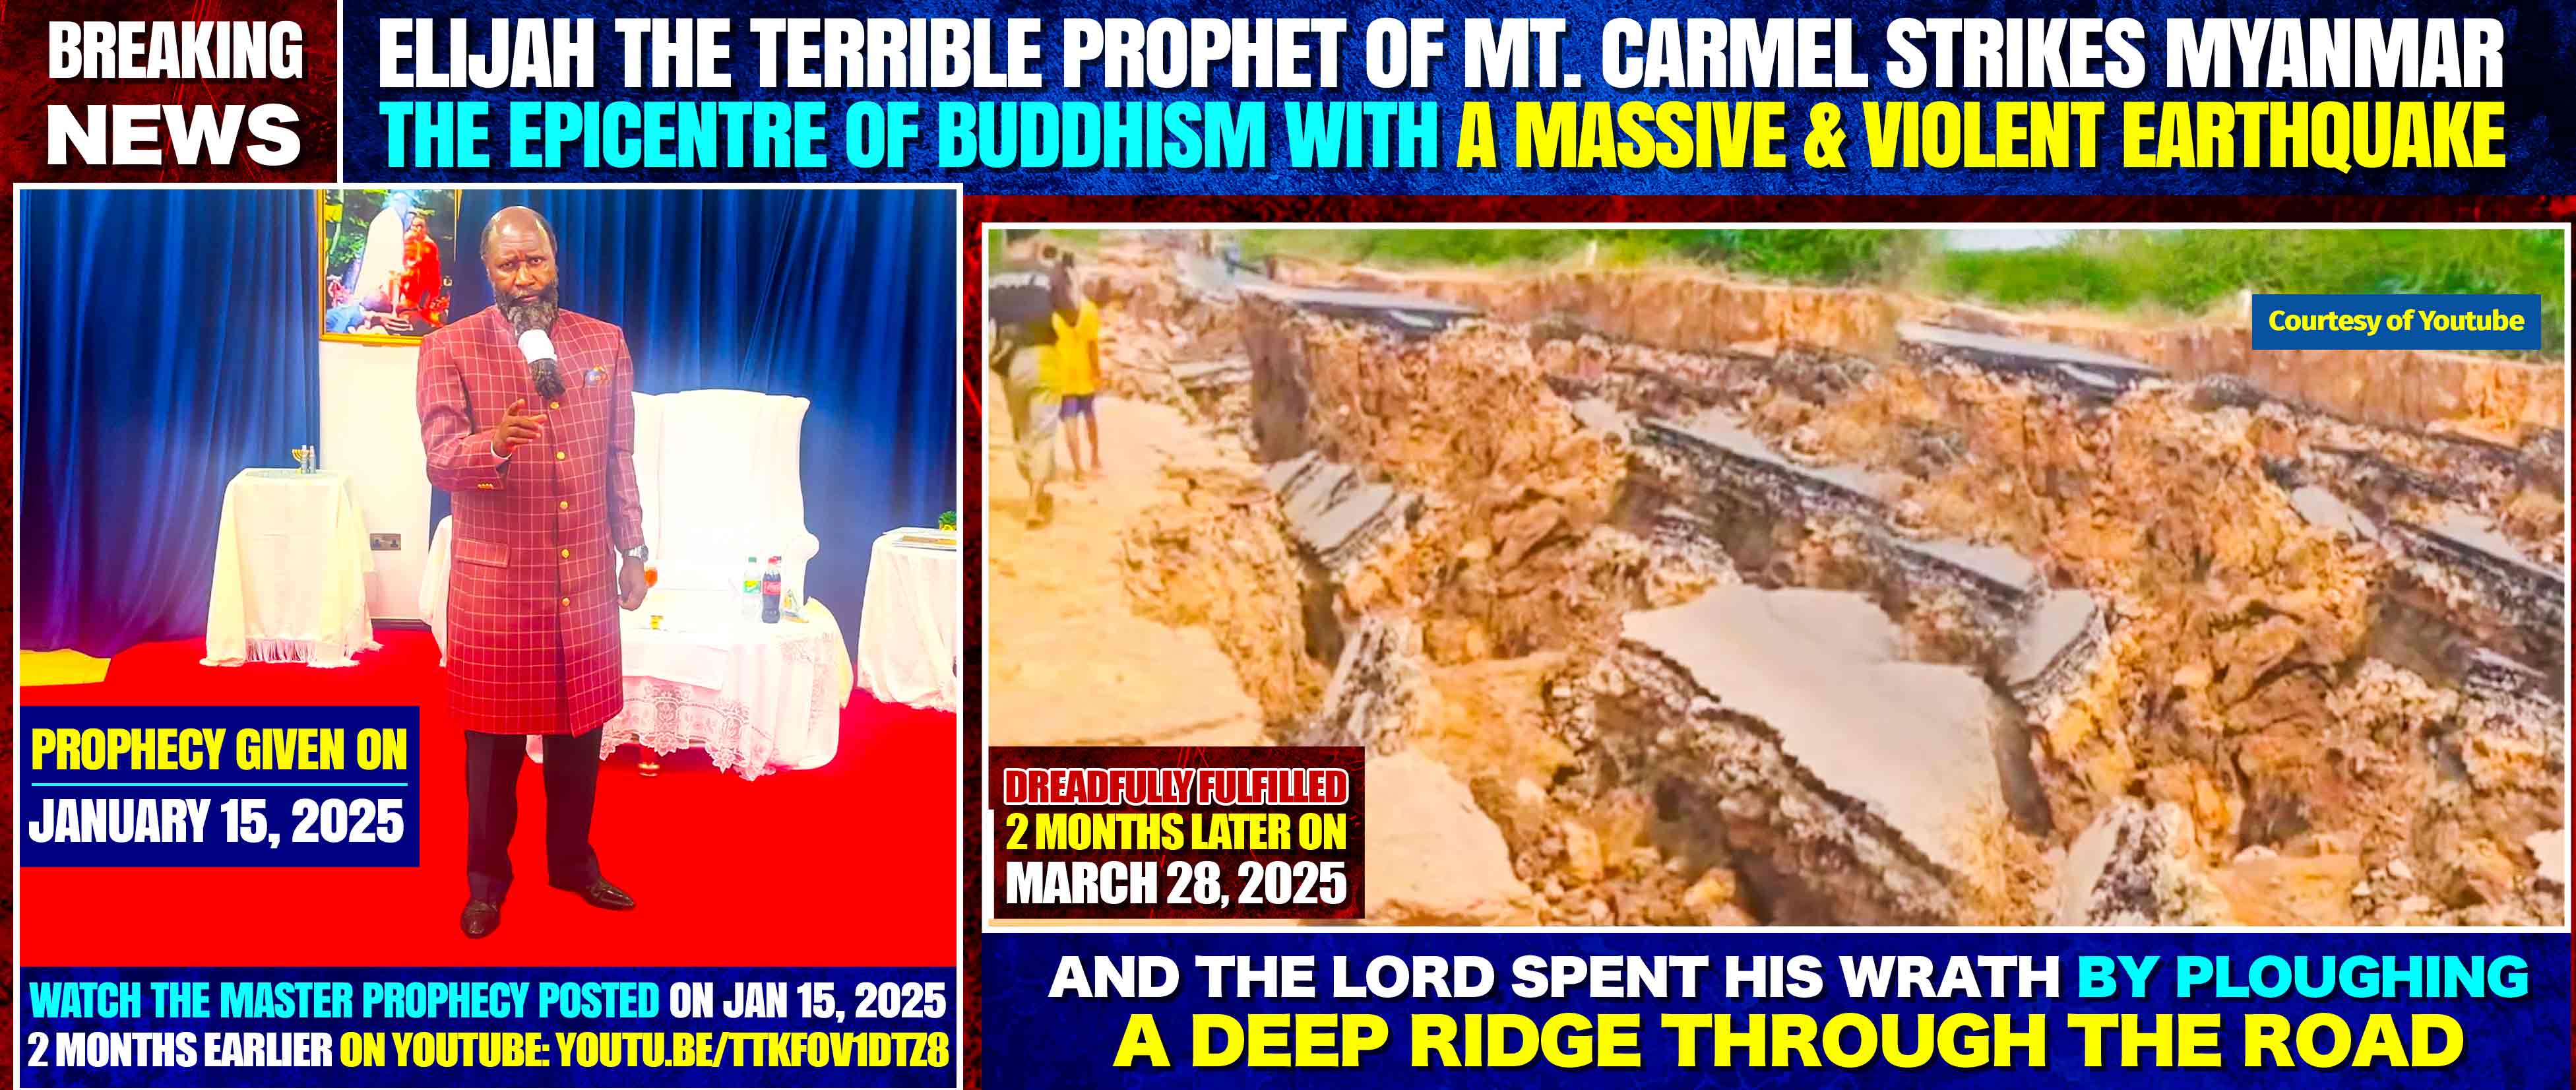 BREAKING
NEWS
ELIJAH THE TERRIBLE PROPHET OF MT. CARMEL STRIKES MYANMAR
THE EPICENTRE OF BUDDHISM WITH A MASSIVE & VIOLENT EARTHQUAKE
Courtesy of Youtube
PROPHECY GIVEN ON
JANUARY 15, 2025
DREADFULLY FULFILLED
2 MONTHS LATER ON
MARCH 28, 2025
WATCH THE MASTER PROPHECY POSTED ON JAN 15, 2025
2 MONTHS EARLIER ON YOUTUBE: YOUTU.BE/TTKFOV1DTZ8
AND THE LORD SPENT HIS WRATH BY PLOUGHING
A DEEP RIDGE THROUGH THE ROAD